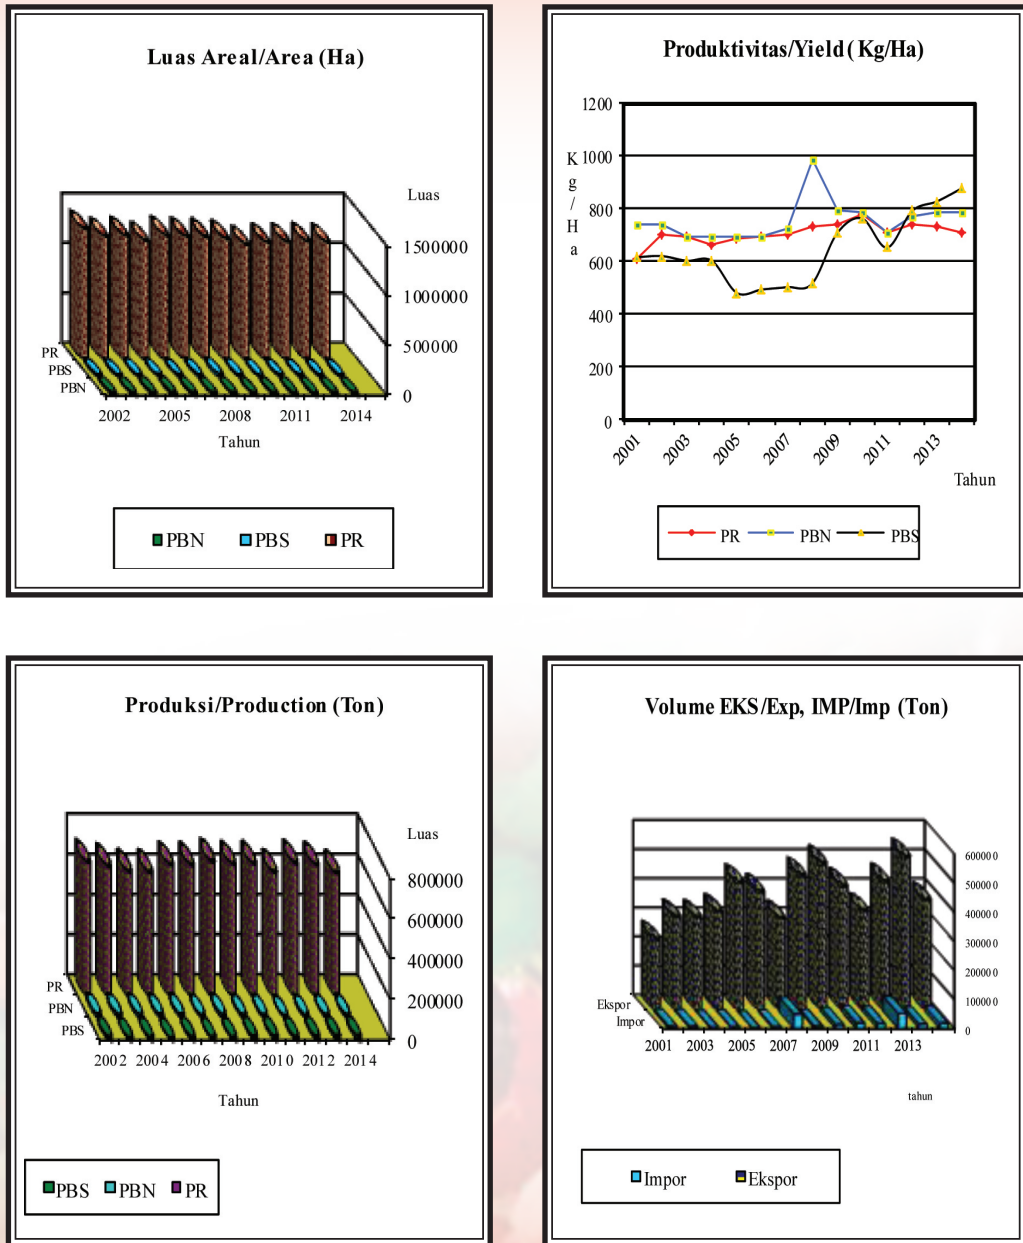 Luas Areal/Area (Ha)
Luas
1500000
1000000
500000
0
PR
PBS
PBN
2002 2005 2008 2011 2014
Tahun
PBN PBS PR
Produktivitas/Yield (Kg/Ha)
Kg/Ha
1200
1000
800
600
400
200
0
2001 2003 2005 2007 2009 2011 2013
Tahun
PR PBN PBS
Produksi/Production (Ton)
Luas
800000
600000
400000
200000
0
PR
PBN
PBS
2002 2004 2006 2008 2010 2012 2014
Tahun
PBS PBN PR
Volume EKS/Exp, IMP/Imp (Ton)
600000
500000
400000
300000
200000
100000
0
Ekspor
Impor
2001 2003 2005 2007 2009 2011 2013
tahun
Impor Ekspor